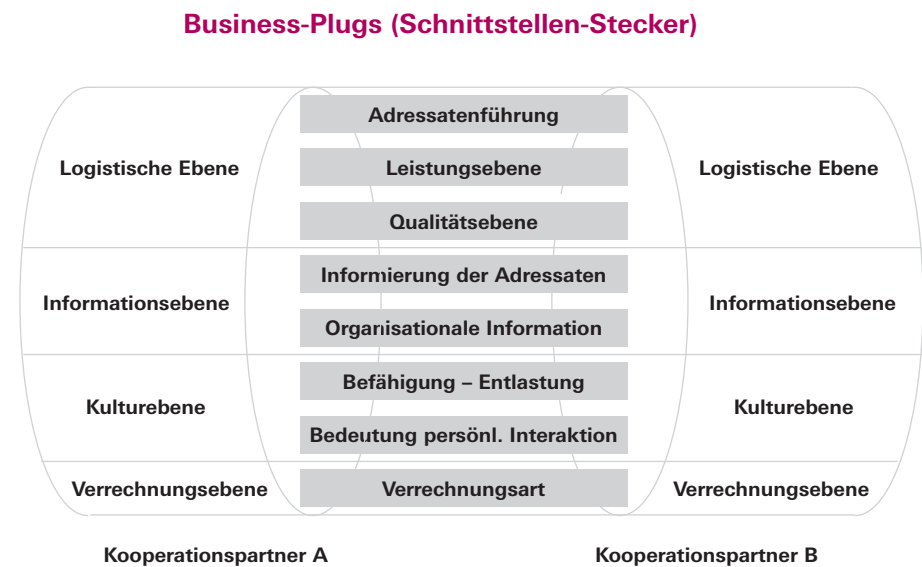 Business-Plugs (Schnittstellen-Stecker)
Adressatenführung
Logistische Ebene
Leistungsebene
Logistische Ebene
Qualitätsebene
Informierung der Adressaten
Informationsebene
Informationsebene
Organisationale Information
Befähigung – Entlastung
Kulturebene
Kulturebene
Bedeutung persönl. Interaktion
Verrechnungsebene
Verrechnungsart
Verrechnungsebene
Kooperationspartner A
Kooperationspartner B